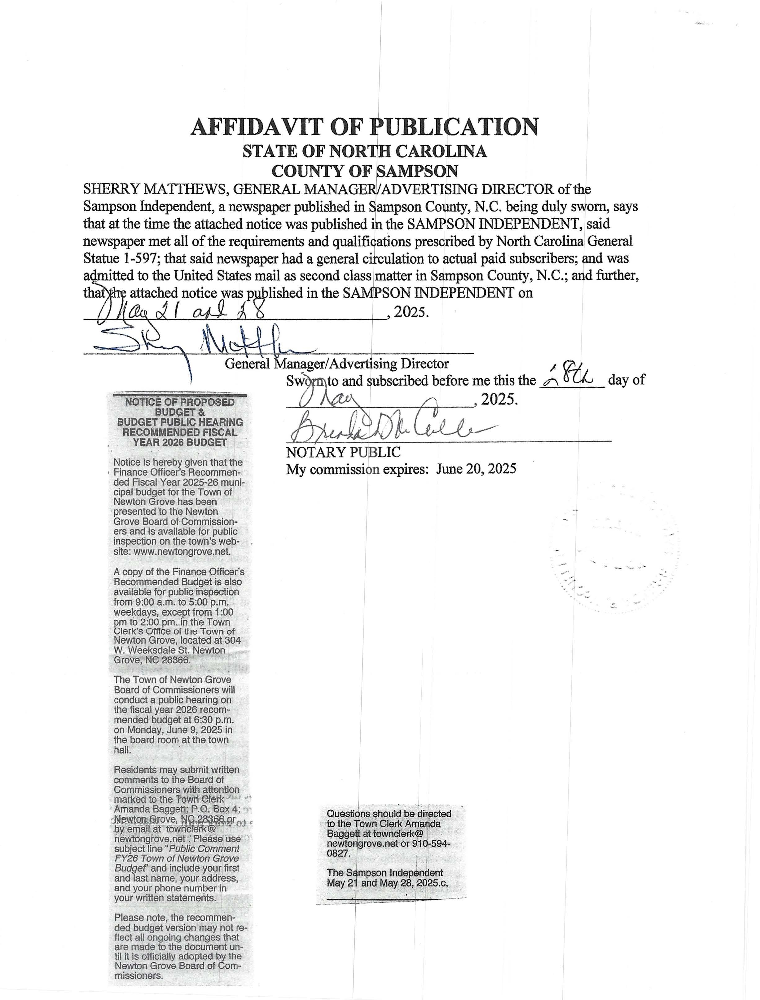 AFFIDAVIT OF PUBLICATION
STATE OF NORTH CAROLINA
COUNTY OF SAMPSON
SHERRY MATTHEWS, GENERAL MANAGER/ADVERTISING DIRECTOR of the
Sampson Independent, a newspaper published in Sampson County, N.C. being duly sworn, says
that at the time the attached notice was published in the SAMPSON INDEPENDENT, said
newspaper met all of the requirements and qualifications prescribed by North Carolina General
Statue 1-597; that said newspaper had a general circulation to actual paid subscribers; and was
admitted to the United States mail as second class matter in Sampson County, N.C.; and further,
that the attached notice was published in the SAMPSON INDEPENDENT on
May 21 and 28, 2025.
General Manager/Advertising Director
Sworn to and subscribed before me this the 28th day of
May, 2025.
NOTARY PUBLIC
My commission expires: June 20, 2025
NOTICE OF PROPOSED
BUDGET &
BUDGET PUBLIC HEARING
RECOMMENDED FISCAL
YEAR 2026 BUDGET
Notice is hereby given that the
Finance Officer's Recommen-
ded Fiscal Year 2025-26 muni-
cipal budget for the Town of
Newton Grove has been
presented to the Newton
Grove Board of Commission-
ers and is available for public
inspection on the town's web-
site: www.newtongrove.net.
A copy of the Finance Officer's
Recommended Budget is also
available for public inspection
from 9:00 a.m. to 5:00 p.m.
weekdays, except from 1:00
pm to 2:00 pm. in the Town
Clerk's Office of the Town of
Newton Grove, located at 304
W. Weeksdale St. Newton
Grove, NC 28366.
The Town of Newton Grove
Board of Commissioners will
conduct a public hearing on
the fiscal year 2026 recom-
mended budget at 6:30 p.m.
on Monday, June 9, 2025 in
the board room at the town
hall.
Residents may submit written
comments to the Board of
Commissioners with attention
marked to the Town Clerk
Amanda Baggett; P.O. Box 4;
Newton Grove, NC 28366 or
by email at townclerk@
newtongrove.net . Please use
subject line "Public Comment
FY26 Town of Newton Grove
Budget" and include your first
and last name, your address,
and your phone number in
your written statements.
Please note, the recommen-
ded budget version may not re-
flect all ongoing changes that
are made to the document un-
til it is officially adopted by the
Newton Grove Board of Com-
missioners.
Questions should be directed
to the Town Clerk Amanda
Baggett at townclerk@
newtongrove.net or 910-594-
0827.
The Sampson Independent
May 21 and May 28, 2025.c.